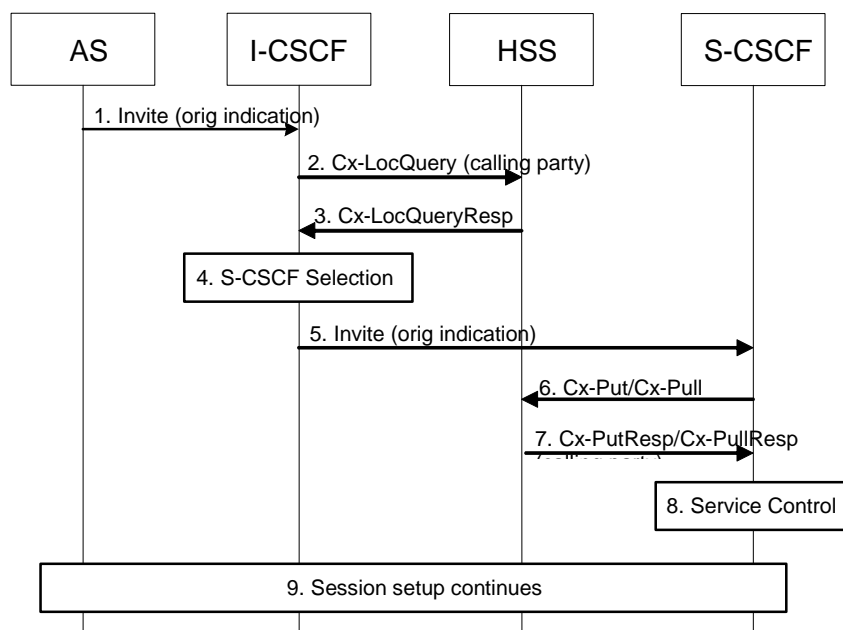 AS
I-CSCF
HSS
S-CSCF
1. Invite (orig indication)
2. Cx-LocQuery (calling party)
3. Cx-LocQueryResp
4. S-CSCF Selection
5. Invite (orig indication)
6. Cx-Put/Cx-Pull
7. Cx-PutResp/Cx-PullResp
(calling party)
8. Service Control
9. Session setup continues